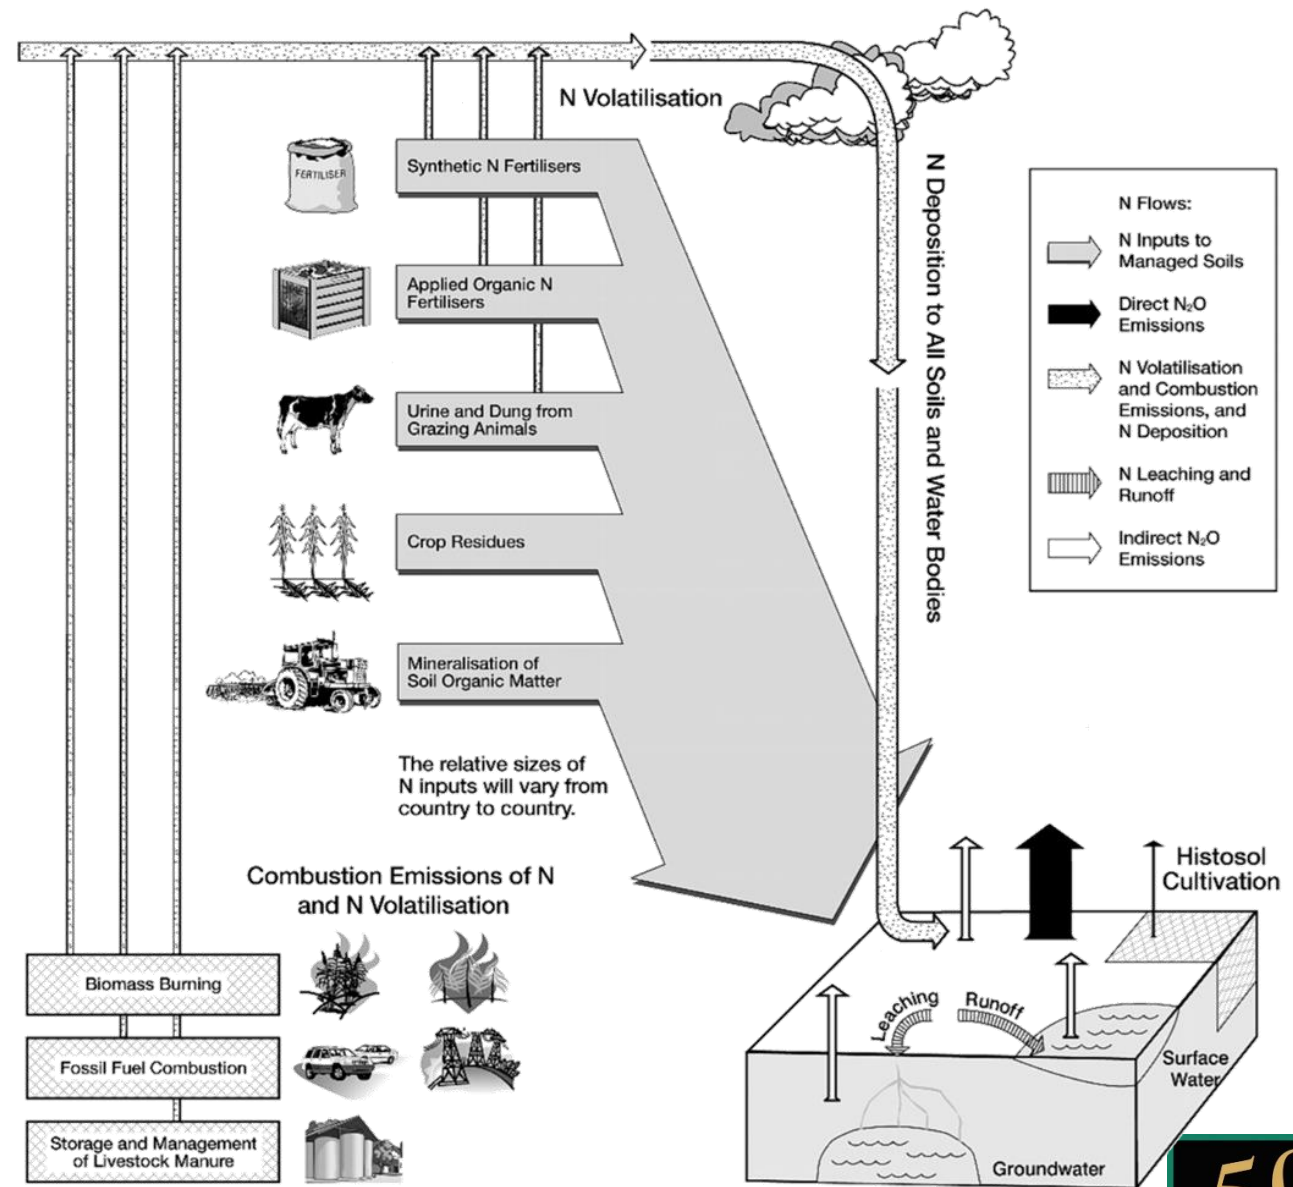 N Volatilisation
FERTILISER
Synthetic N Fertilisers
Applied Organic N
Fertilisers
Urine and Dung from
Grazing Animals
Crop Residues
Mineralisation of
Soil Organic Matter
The relative sizes of
N inputs will vary from
country to country.
N Deposition to All Soils and Water Bodies
N Flows:
N Inputs to
Managed Soils
Direct N₂O
Emissions
N Volatilisation
and Combustion
Emissions, and
N Deposition
N Leaching and
Runoff
Indirect N₂O
Emissions
Combustion Emissions of N
and N Volatilisation
Biomass Burning
Fossil Fuel Combustion
Storage and Management
of Livestock Manure
Histosol
Cultivation
Leaching
Runoff
Surface
Water
Groundwater